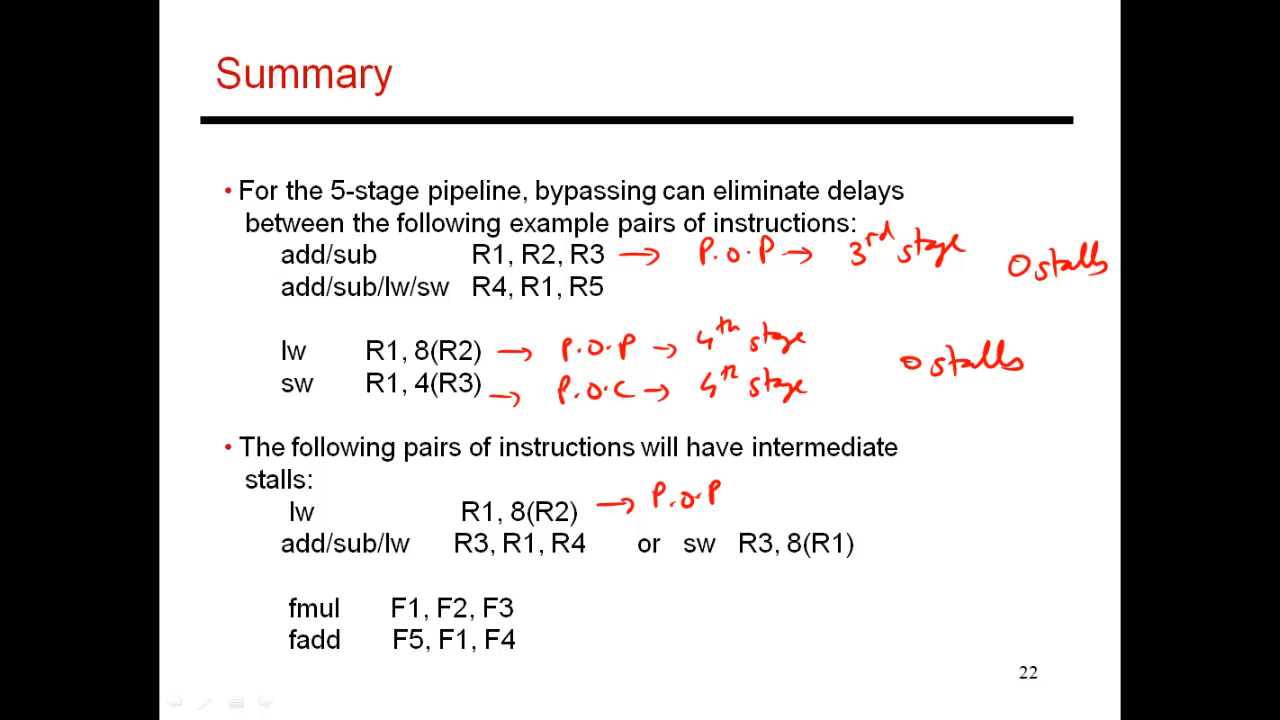 Summary
• For the 5-stage pipeline, bypassing can eliminate delays
between the following example pairs of instructions:
add/sub R1, R2, R3 → P.O.P → 3rd stage
0 stalls
add/sub/lw/sw R4, R1, R5
lw R1, 8(R2) → P.O.P → 4th stage
0 stalls
sw R1, 4(R3) → P.O.C → 4th stage
• The following pairs of instructions will have intermediate
stalls:
lw R1, 8(R2) → P.O.P
add/sub/lw R3, R1, R4 or sw R3, 8(R1)
fmul F1, F2, F3
fadd F5, F1, F4
22